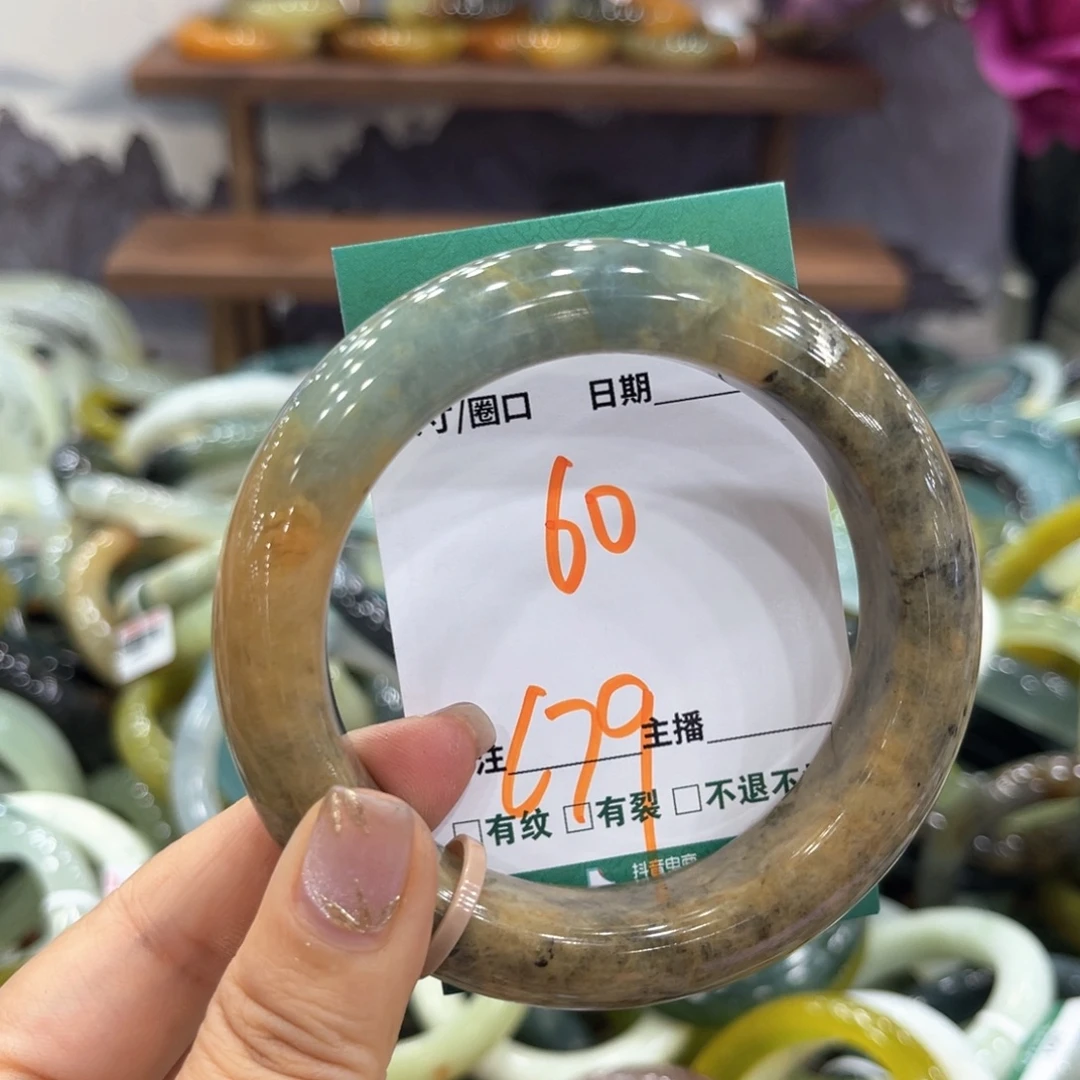 寸/圈口 日期
60
679
注 主播
□有纹 □有裂 □不退不
抖音电商